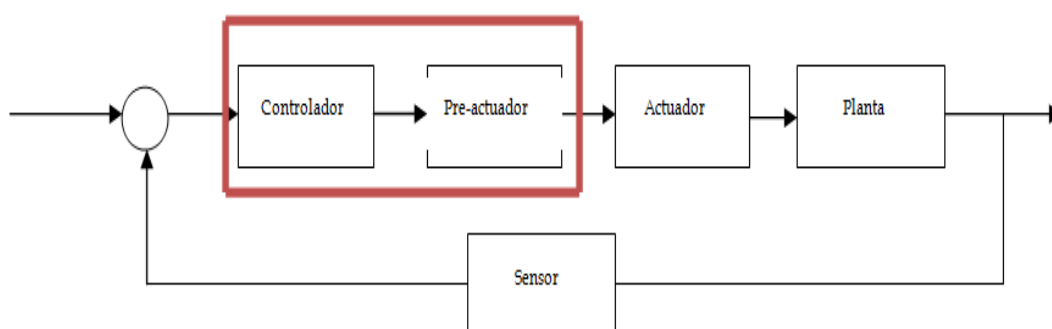 Controlador
Pre-actuador
Actuador
Planta
Sensor